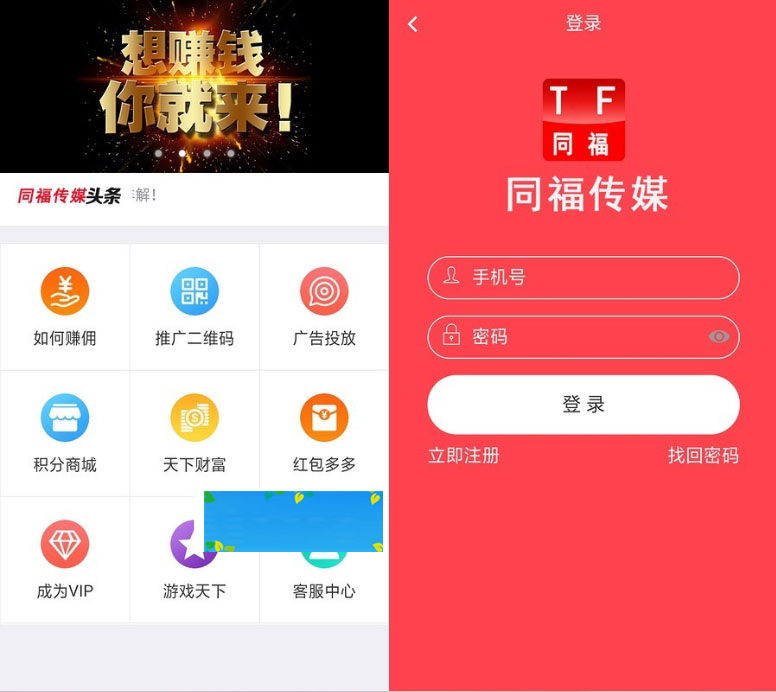 想赚钱
你就来！
同福传媒头条
解！
如何赚佣
推广二维码
广告投放
积分商城
天下财富
红包多多
成为VIP
游戏天下
客服中心
登录
T F
同福
同福传媒
手机号
密码
登 录
立即注册
找回密码